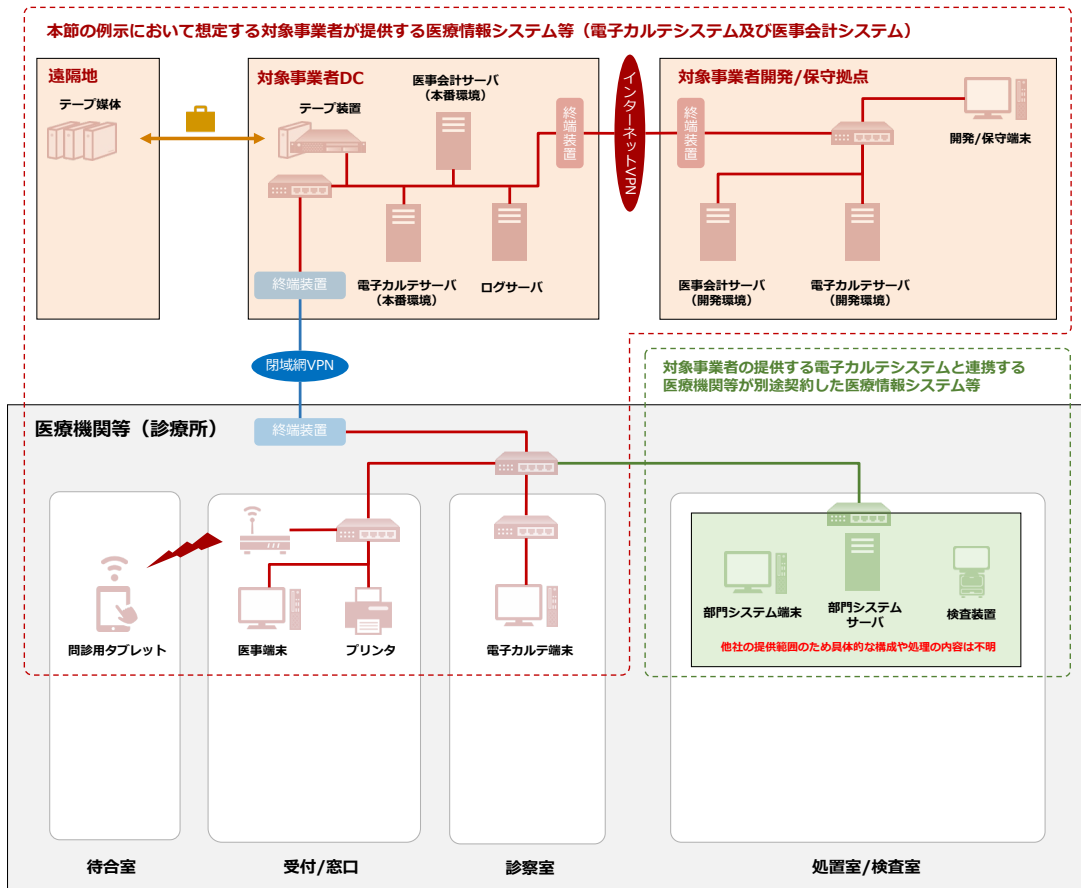 本節の例示において想定する対象事業者が提供する医療情報システム等（電子カルテシステム及び医事会計システム）
遠隔地
テープ媒体
対象事業者DC
テープ装置
医事会計サーバ
（本番環境）
終端装置
インターネットVPN
対象事業者開発/保守拠点
終端装置
開発/保守端末
終端装置
電子カルテサーバ
（本番環境）
ログサーバ
医事会計サーバ
（開発環境）
電子カルテサーバ
（開発環境）
閉域網VPN
対象事業者の提供する電子カルテシステムと連携する
医療機関等が別途契約した医療情報システム等
医療機関等（診療所）
終端装置
問診用タブレット
医事端末
プリンタ
電子カルテ端末
部門システム端末
部門システム
サーバ
検査装置
他社の提供範囲のため具体的な構成や処理の内容は不明
待合室
受付/窓口
診察室
処置室/検査室